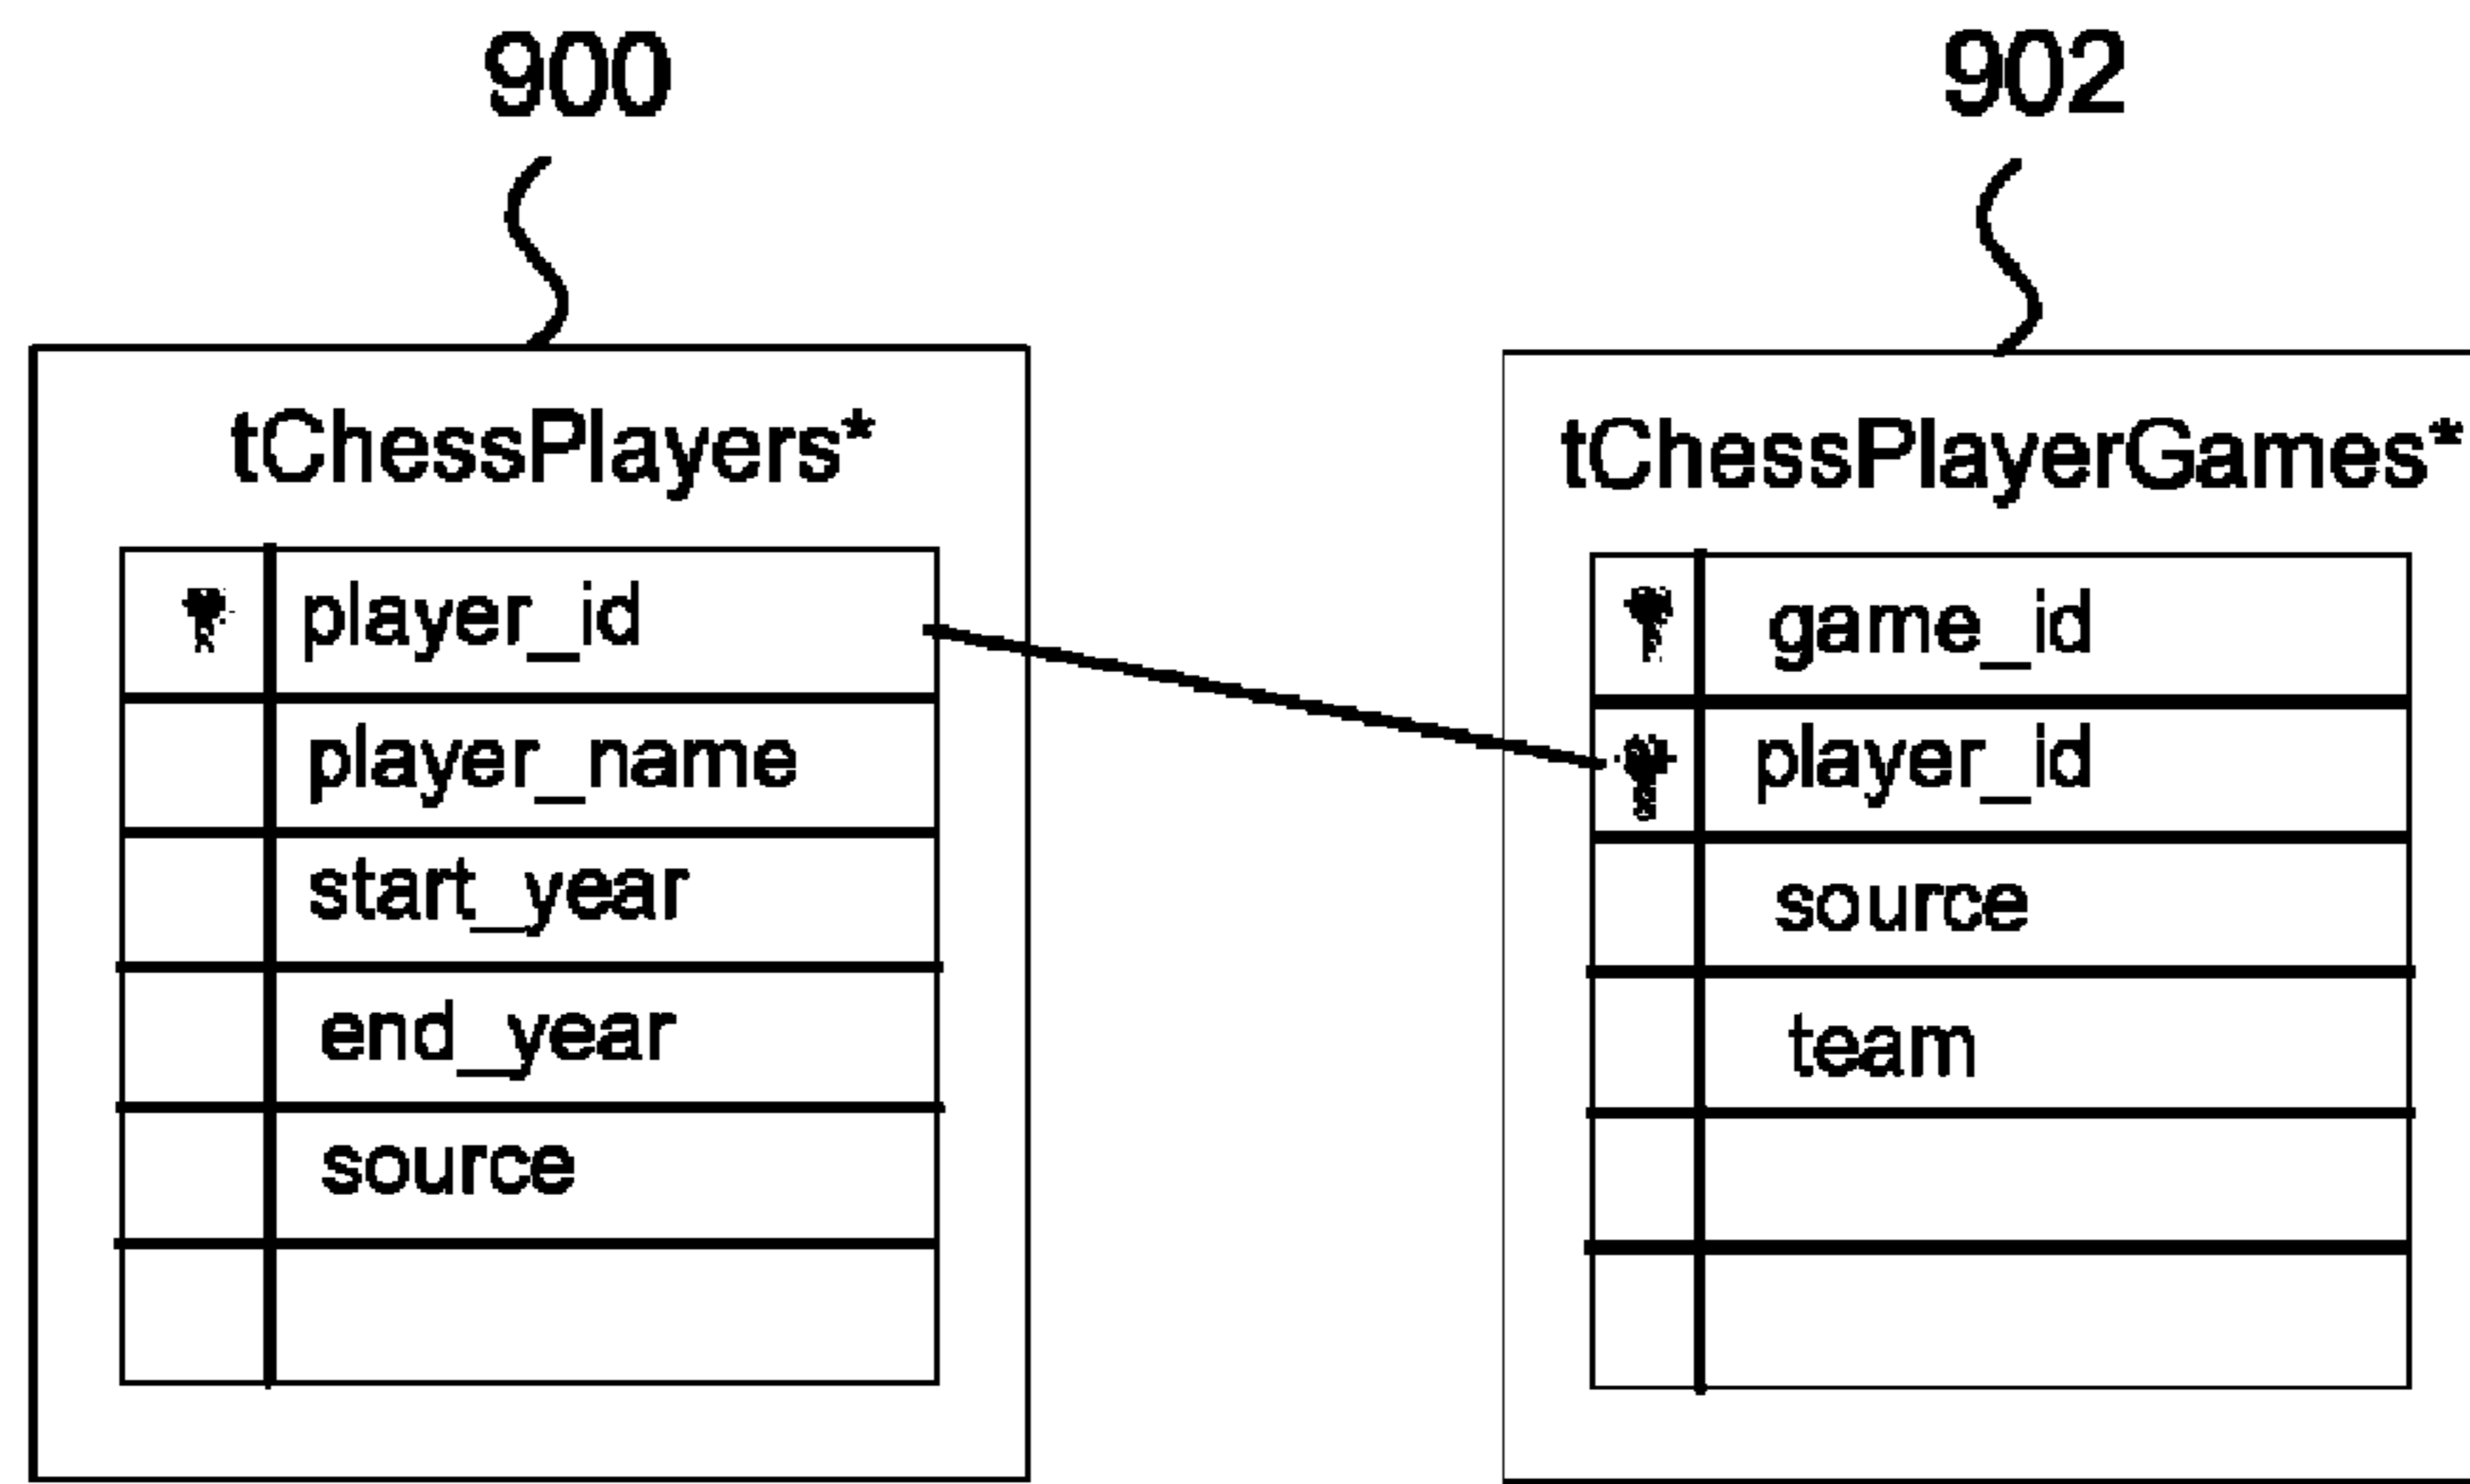 900
902
tChessPlayers*
player_id
player_name
start_year
end_year
source
tChessPlayerGames*
game_id
player_id
source
team